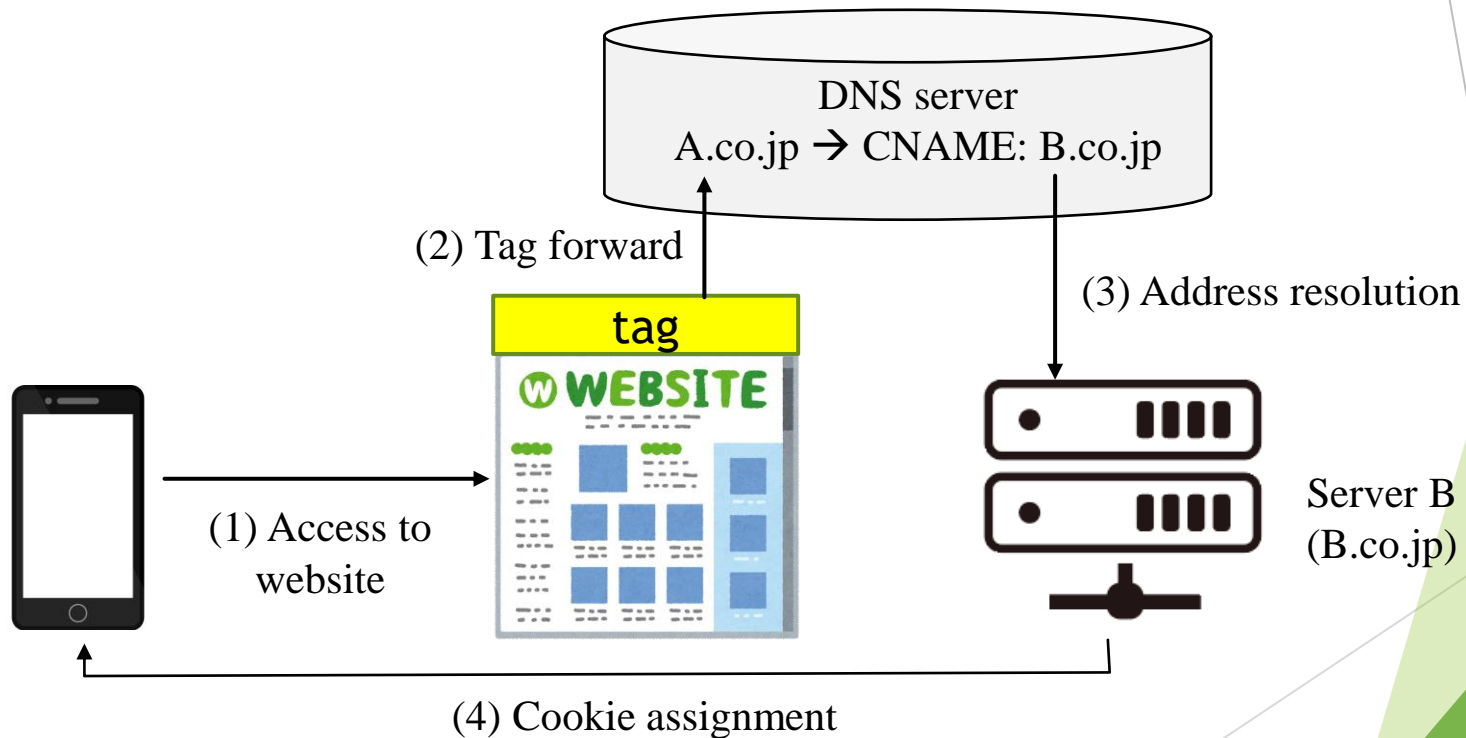 DNS server
A.co.jp → CNAME: B.co.jp
(2) Tag forward
(3) Address resolution
tag
W WEBSITE
(1) Access to
website
Server B
(B.co.jp)
(4) Cookie assignment